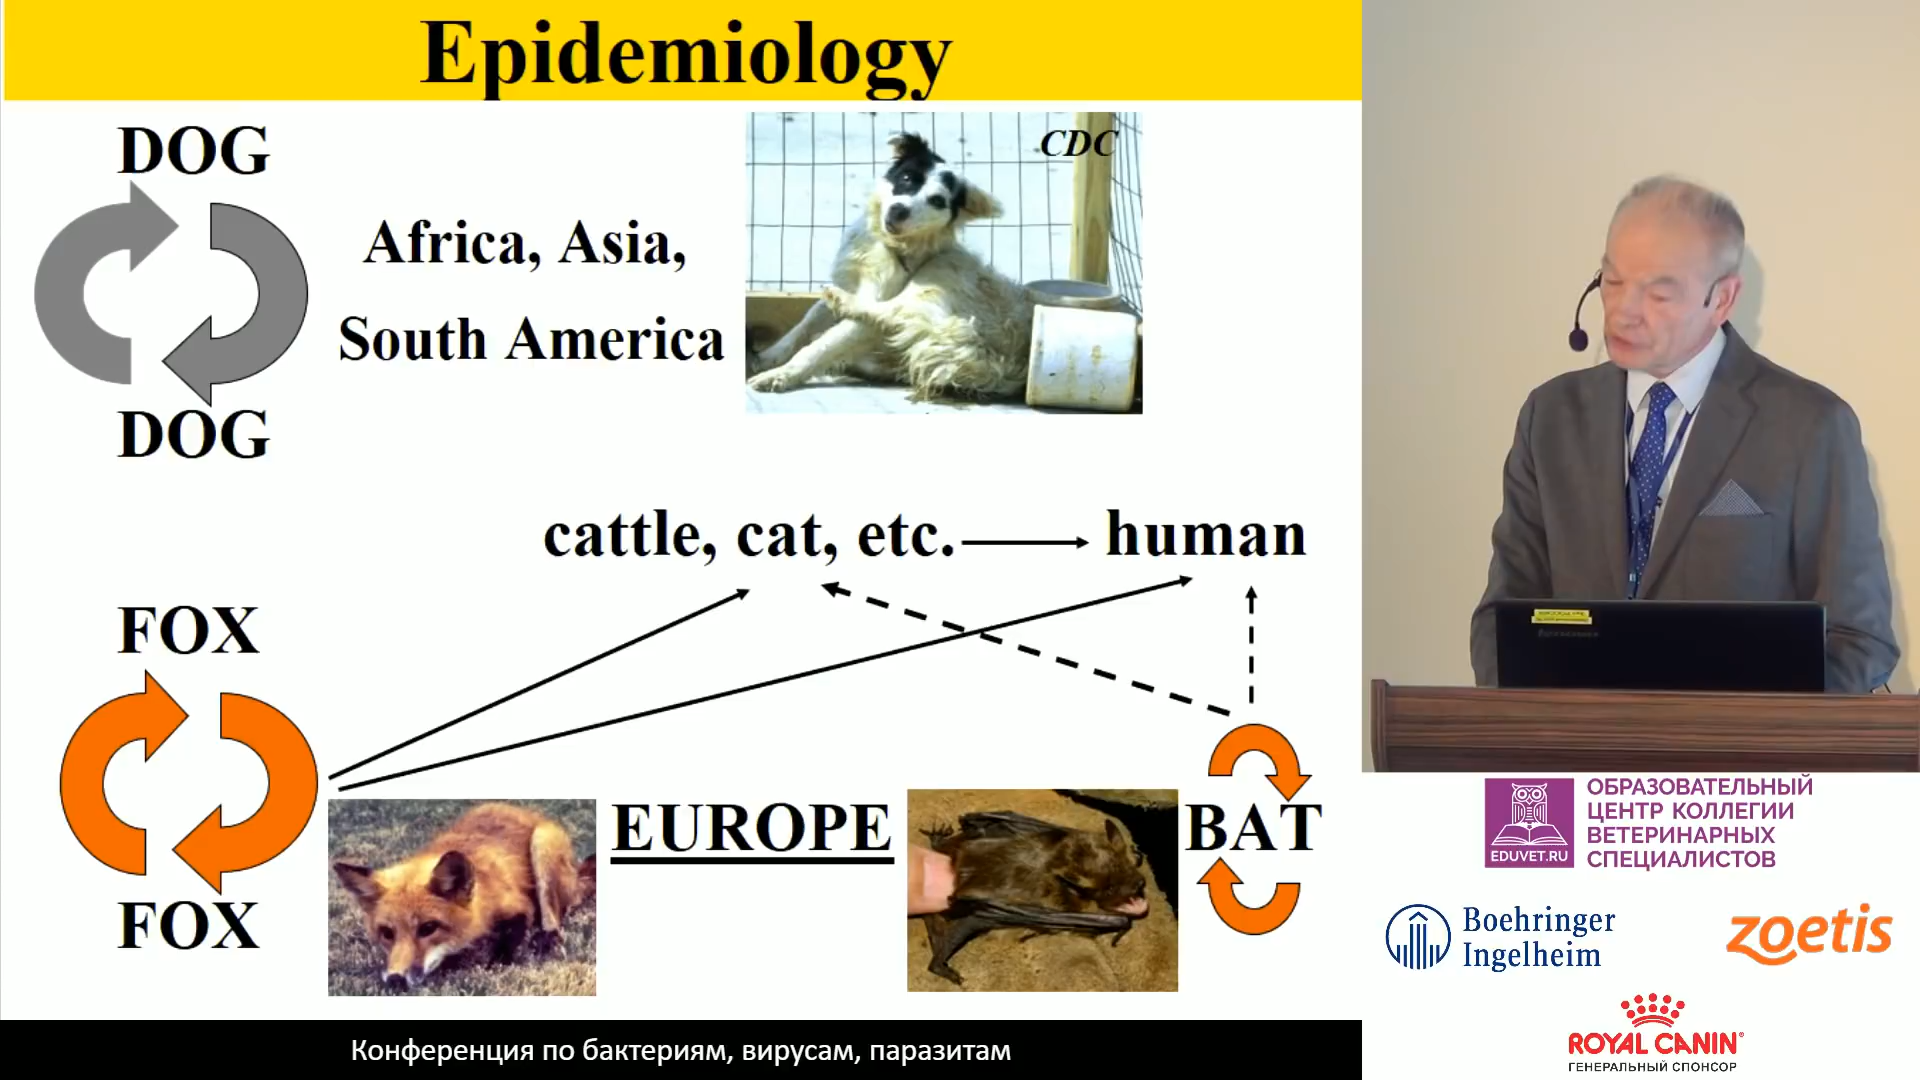 Epidemiology
DOG
CDC
Africa, Asia,
South America
DOG
cattle, cat, etc.
human
FOX
EUROPE
BAT
FOX
Конференция по бактериям, вирусам, паразитам
ОБРАЗОВАТЕЛЬНЫЙ
ЦЕНТР КОЛЛЕГИИ
ВЕТЕРИНАРНЫХ
СПЕЦИАЛИСТОВ
EDUVET.RU
Boehringer
Ingelheim
zoetis
ROYAL CANIN
ГЕНЕРАЛЬНЫЙ СПОНСОР